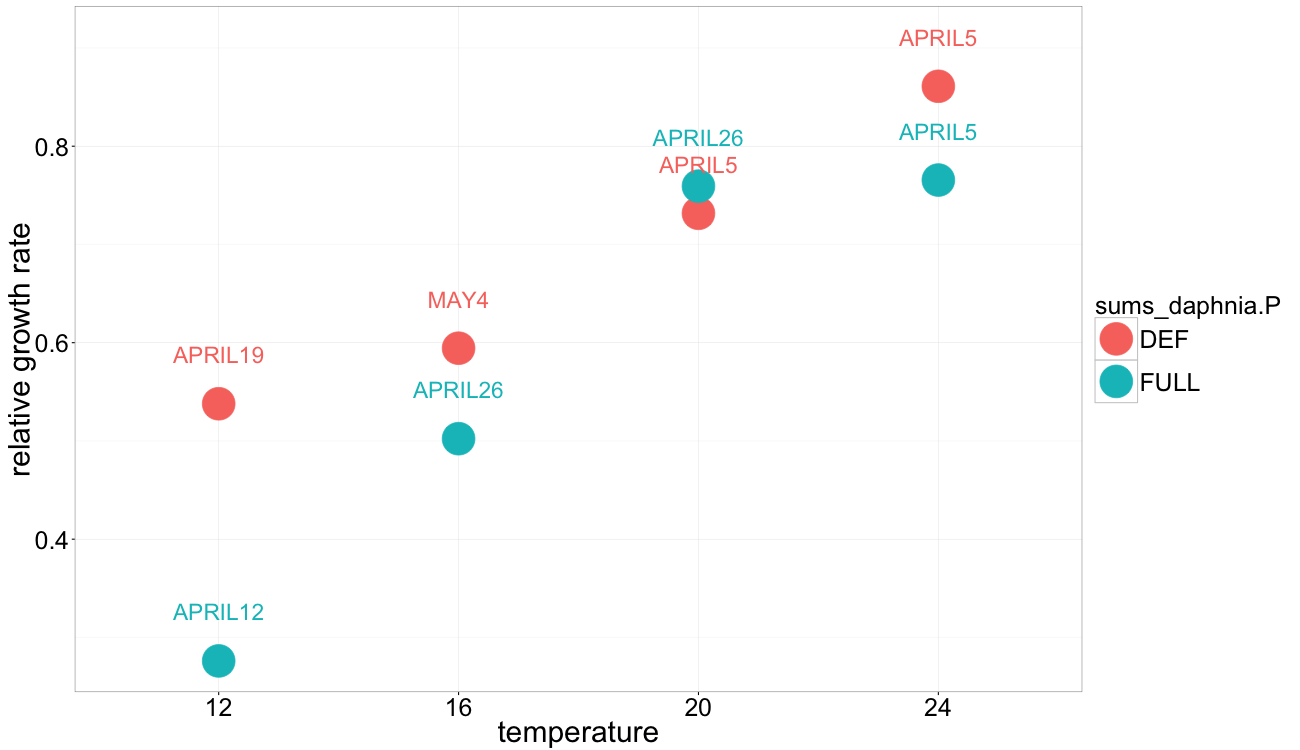 APRIL5
APRIL5
APRIL26
APRIL5
MAY4
APRIL26
APRIL19
APRIL12
0.8
0.6
0.4
relative growth rate
12 16 20 24
temperature
sums_daphnia.P
DEF
FULL